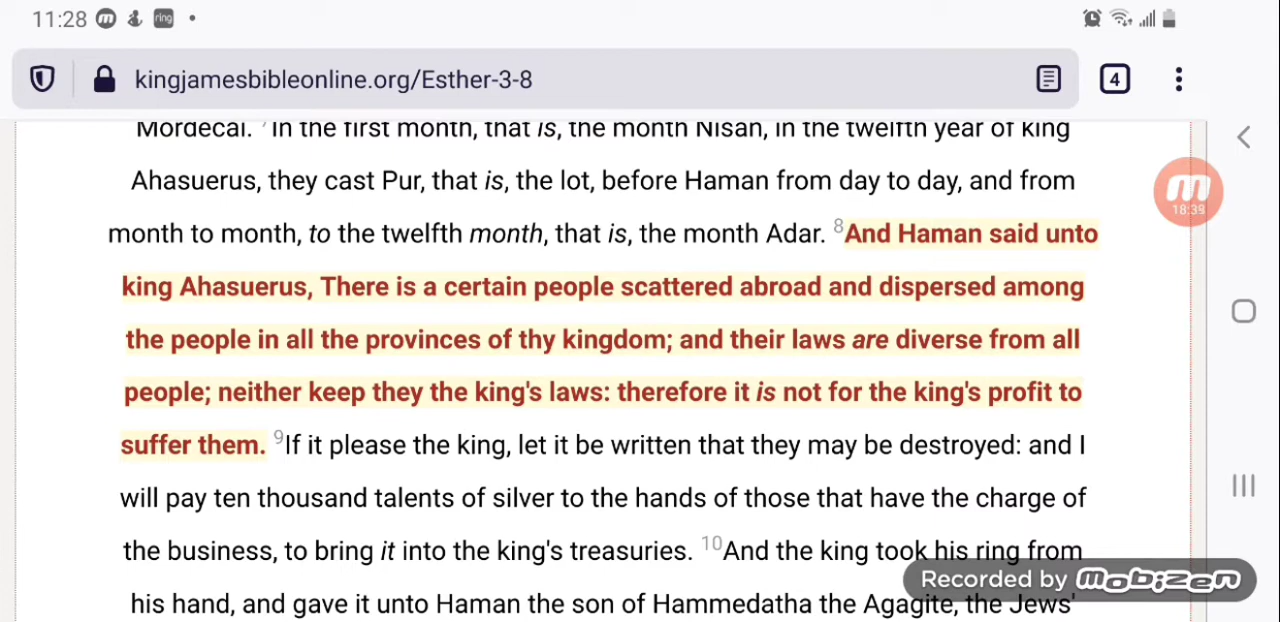 11:28 m ring
kingjamesbibleonline.org/Esther-3-8 4
Mordecai. 7 In the first month, that is, the month Nisan, in the twelfth year of king
Ahasuerus, they cast Pur, that is, the lot, before Haman from day to day, and from
month to month, to the twelfth month, that is, the month Adar. 8 And Haman said unto
king Ahasuerus, There is a certain people scattered abroad and dispersed among
the people in all the provinces of thy kingdom; and their laws are diverse from all
people; neither keep they the king's laws: therefore it is not for the king's profit to
suffer them. 9 If it please the king, let it be written that they may be destroyed: and I
will pay ten thousand talents of silver to the hands of those that have the charge of
the business, to bring it into the king's treasuries. 10 And the king took his ring from
his hand, and gave it unto Haman the son of Hammedatha the Agagite, the Jews'
m
18:39
Recorded by mobizen